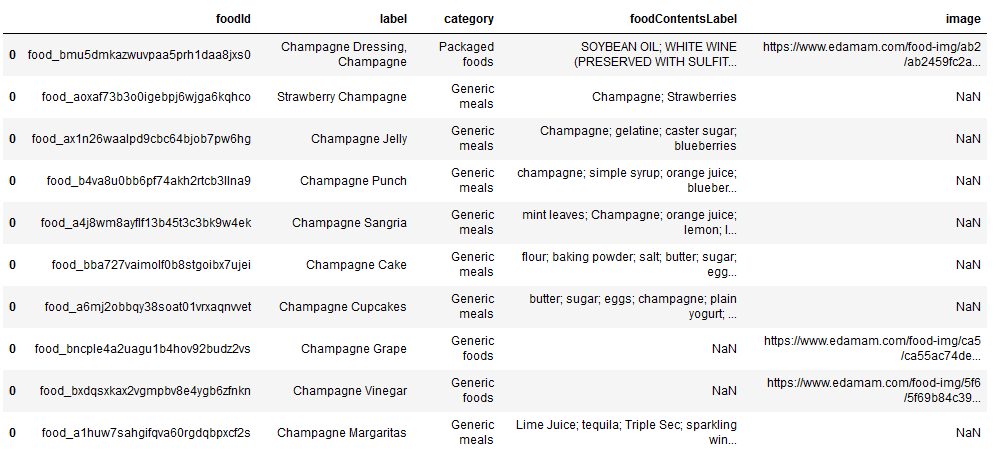 foodId label category foodContentsLabel image
0 food_bmu5dmkazwuvpaa5prh1daa8jxs0 Champagne Dressing, Champagne Packaged foods SOYBEAN OIL; WHITE WINE (PRESERVED WITH SULFIT... https://www.edamam.com/food-img/ab2/ab2459fc2a...
0 food_aoxaf73b3o0igebpj6wjga6kqhco Strawberry Champagne Generic meals Champagne; Strawberries NaN
0 food_ax1n26waalpd9cbc64bjob7pw6hg Champagne Jelly Generic meals Champagne; gelatine; caster sugar; blueberries NaN
0 food_b4va8u0bb6pf74akh2rtcb3llna9 Champagne Punch Generic meals champagne; simple syrup; orange juice; blueber... NaN
0 food_a4j8wm8ayflf13b45t3c3bk9w4ek Champagne Sangria Generic meals mint leaves; Champagne; orange juice; lemon; l... NaN
0 food_bba727vaimolf0b8stgoibx7ujei Champagne Cake Generic meals flour; baking powder; salt; butter; sugar; egg... NaN
0 food_a6mj2obbqy38soat01vrxaqnvvet Champagne Cupcakes Generic meals butter; sugar; eggs; champagne; plain yogurt; ... NaN
0 food_bncple4a2uagu1b4hov92budz2vs Champagne Grape Generic foods NaN https://www.edamam.com/food-img/ca5/ca55ac74de...
0 food_bxdqsxkax2vgmpbv8e4ygb6zfnkn Champagne Vinegar Generic foods NaN https://www.edamam.com/food-img/5f6/5f69b84c39...
0 food_a1huw7sahgifqva60rgdqbpxcf2s Champagne Margaritas Generic meals Lime Juice; tequila; Triple Sec; sparkling win... NaN